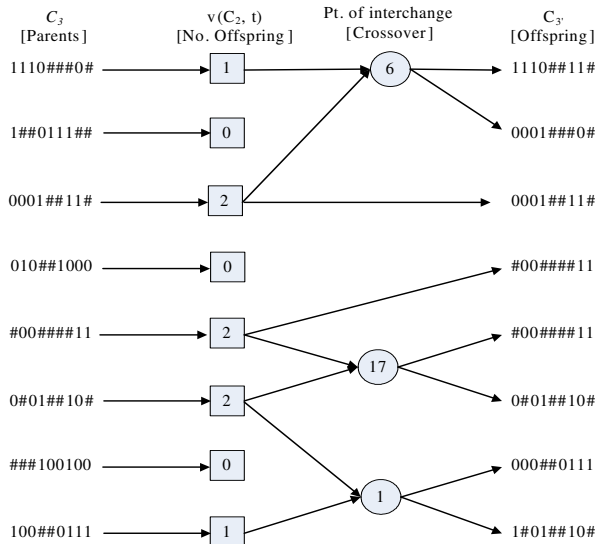 C₃ v(C₂, t) Pt. of interchange C₃'
[Parents] [No. Offspring] [Crossover] [Offspring]
1110###0# 1 6 1110##11#
1##0111## 0 0001###0#
0001##11# 2 0001##11#
010##1000 0 #00####11
#00####11 2 17 #00####11
0#01##10# 2 0#01##10#
###100100 0 000##0111
100##0111 1 1 1#01##10#